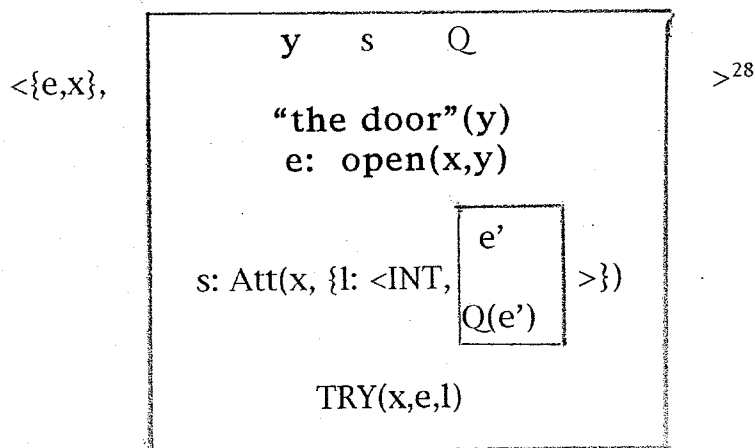 y s Q
<{e,x}, >28
“the door”(y)
e: open(x,y)
e’
s: Att(x, {l: <INT, >})
Q(e’)
TRY(x,e,l)